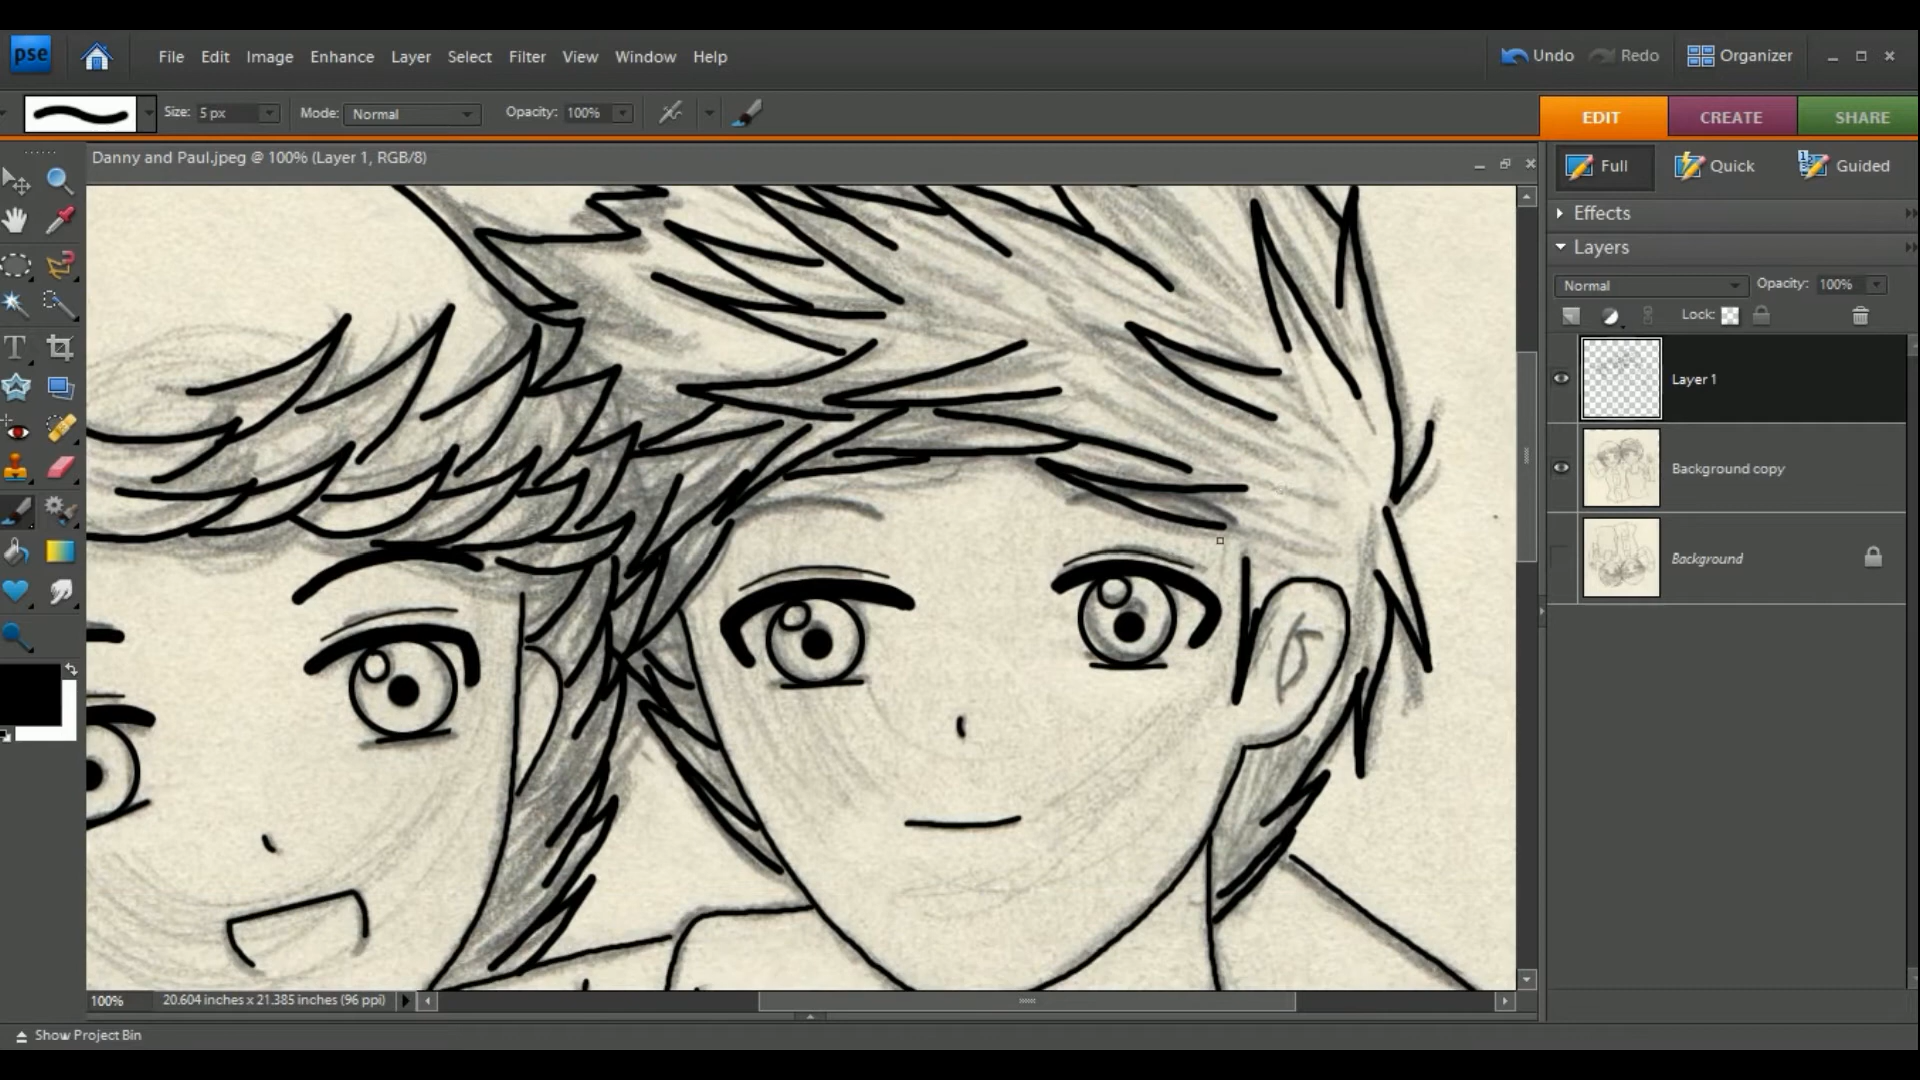 pse File Edit Image Enhance Layer Select Filter View Window Help Undo Redo Organizer
Size: 5 px Mode: Normal Opacity: 100% EDIT CREATE SHARE
Danny and Paul.jpeg @ 100% (Layer 1, RGB/8)
Full Quick Guided
Effects
Layers
Normal Opacity: 100%
Lock:
Layer 1
Background copy
Background
100% 20.604 inches x 21.385 inches (96 ppi)
Show Project Bin